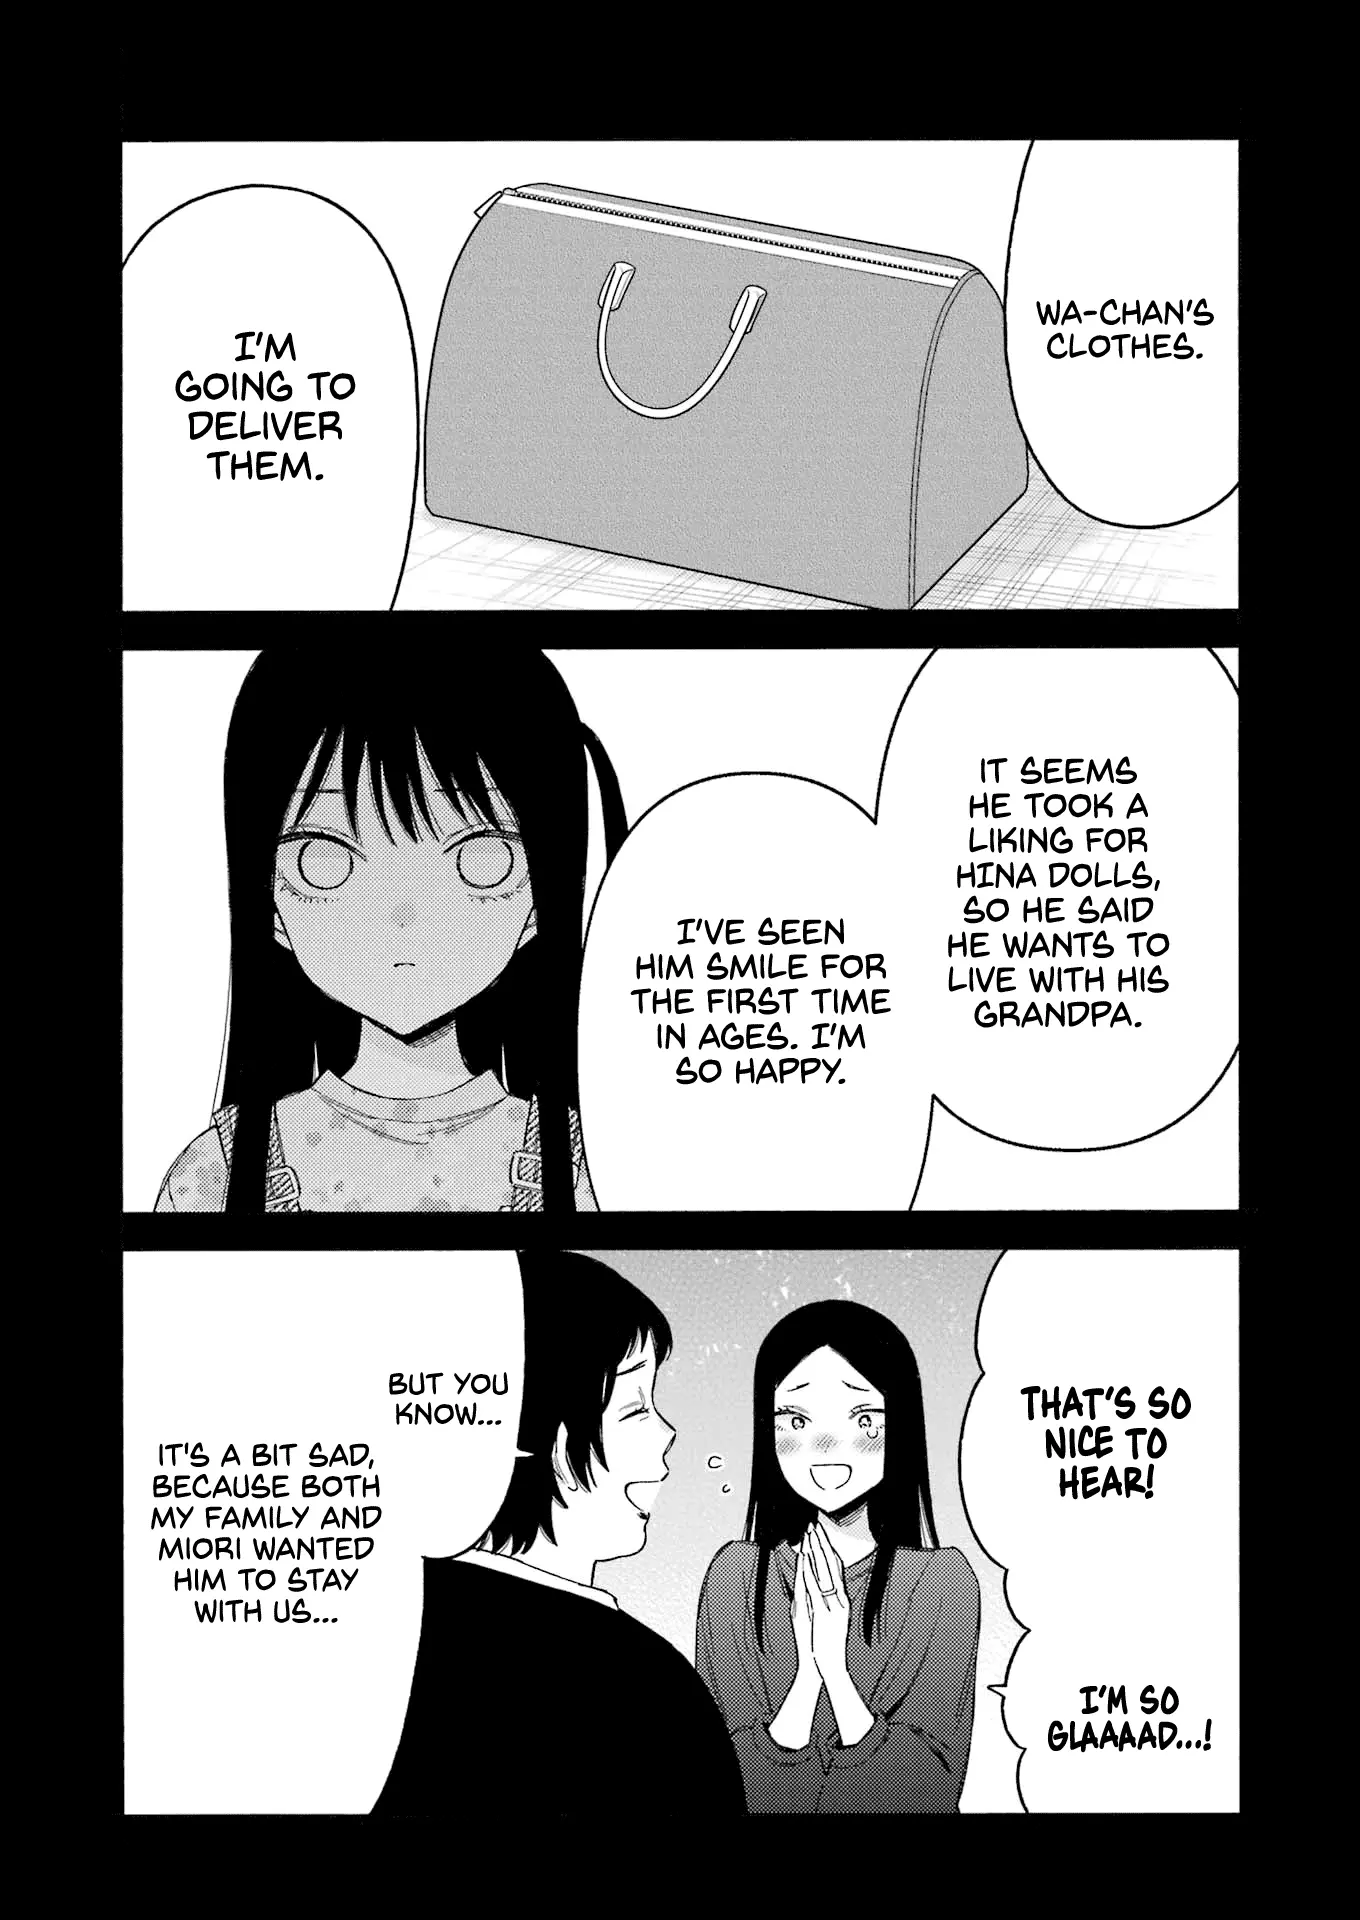 WA-CHAN'S
CLOTHES.
I'M
GOING TO
DELIVER
THEM.
IT SEEMS
HE TOOK A
LIKING FOR
HINA DOLLS,
SO HE SAID
HE WANTS TO
LIVE WITH HIS
GRANDPA.
I'VE SEEN
HIM SMILE FOR
THE FIRST TIME
IN AGES. I'M
SO HAPPY.
THAT'S SO
NICE TO
HEAR!
I'M SO
GLAAAAD...!
BUT YOU
KNOW...
IT'S A BIT SAD,
BECAUSE BOTH
MY FAMILY AND
MIORI WANTED
HIM TO STAY
WITH US...